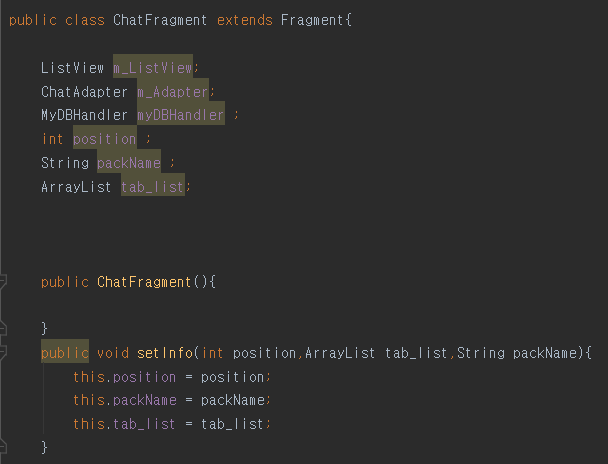 public class ChatFragment extends Fragment{
ListView m_ListView;
ChatAdapter m_Adapter;
MyDBHandler myDBHandler ;
int position ;
String packName ;
ArrayList tab_list;
public ChatFragment(){
}
public void setInfo(int position,ArrayList tab_list,String packName){
this.position = position;
this.packName = packName;
this.tab_list = tab_list;
}